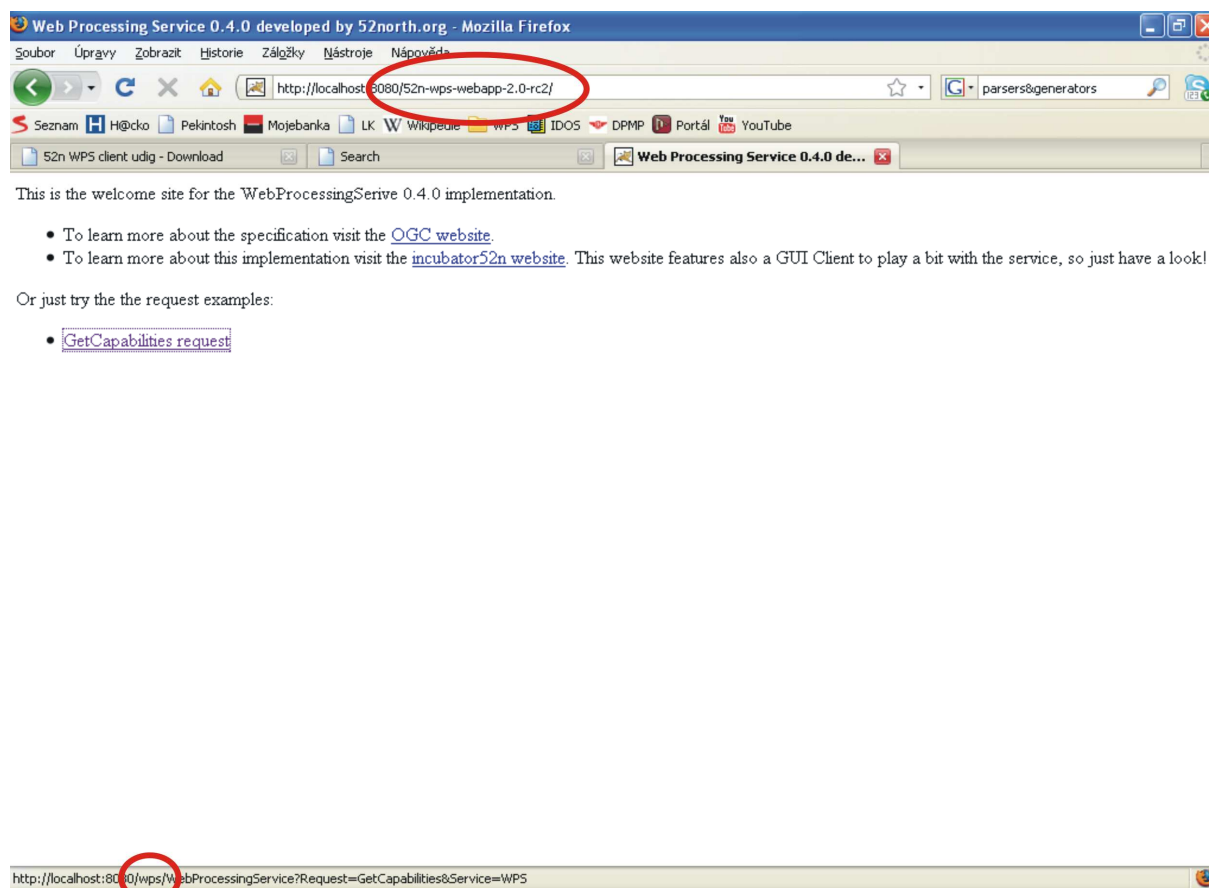 Web Processing Service 0.4.0 developed by 52north.org - Mozilla Firefox
Soubor Úpravy Zobrazit Historie Záložky Nástroje Nápověda
http://localhost:8080/52n-wps-webapp-2.0-rc2/ G parsers&generators
Seznam H H@cko Pekintosh Mojebanka LK W Wikipedie WPS IDOS DPMP Portál You Tube YouTube
52n WPS client udig - Download Search Web Processing Service 0.4.0 de...
This is the welcome site for the WebProcessingSerive 0.4.0 implementation.
• To learn more about the specification visit the OGC website.
• To learn more about this implementation visit the incubator52n website. This website features also a GUI Client to play a bit with the service, so just have a look!
Or just try the the request examples:
• GetCapabilities request
http://localhost:8080/wps/WebProcessingService?Request=GetCapabilities&Service=WPS